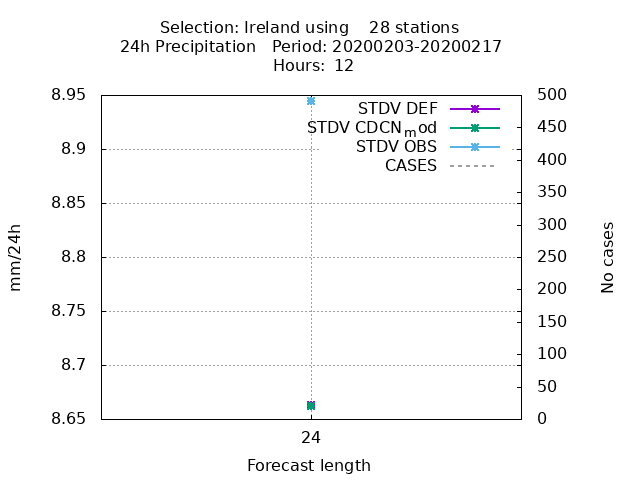 Selection: Ireland using    28 stations
24h Precipitation   Period: 20200203-20200217
Hours: 12
8.95
8.9
8.85
8.8
8.75
8.7
8.65
mm/24h
STDV DEF
STDV CDCNmod
STDV OBS
CASES
500
450
400
350
300
250
200
150
100
50
0
No cases
24
Forecast length